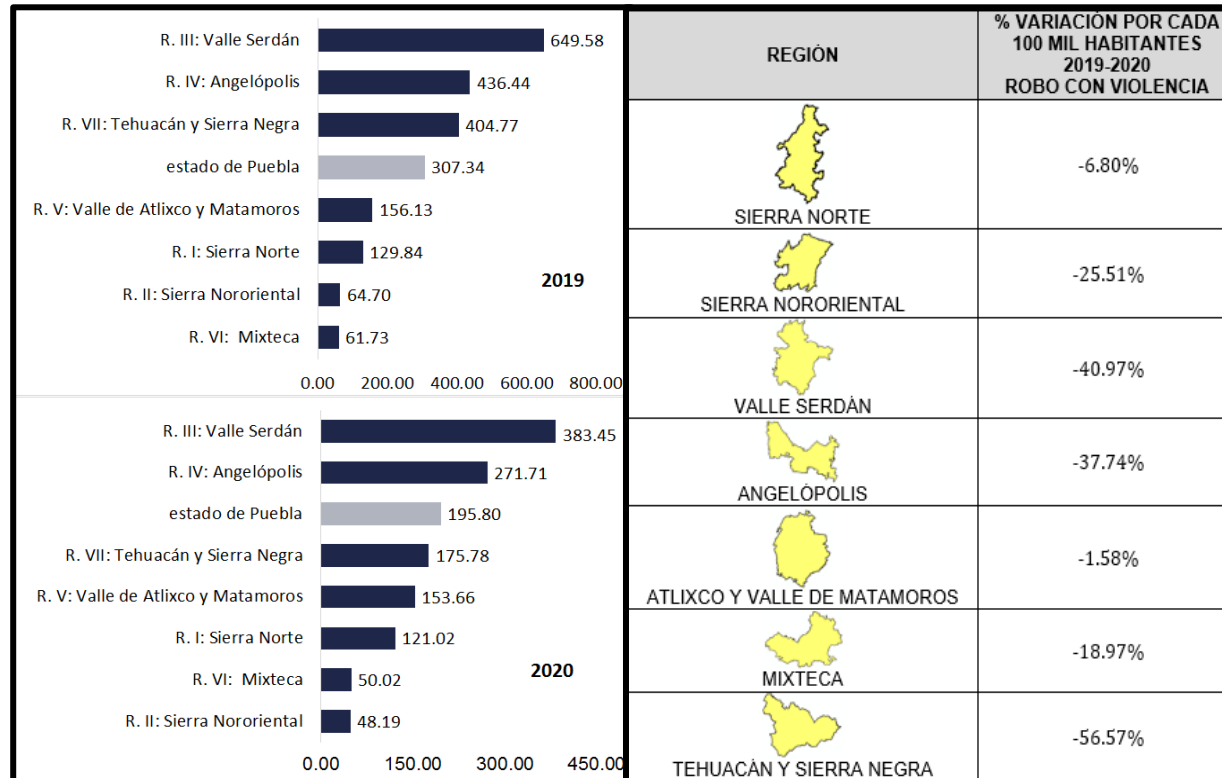 R. III: Valle Serdán 649.58
R. IV: Angelópolis 436.44
R. VII: Tehuacán y Sierra Negra 404.77
estado de Puebla 307.34
R. V: Valle de Atlixco y Matamoros 156.13
R. I: Sierra Norte 129.84
R. II: Sierra Nororiental 64.70
R. VI: Mixteca 61.73
2019
0.00 200.00 400.00 600.00 800.00
R. III: Valle Serdán 383.45
R. IV: Angelópolis 271.71
estado de Puebla 195.80
R. VII: Tehuacán y Sierra Negra 175.78
R. V: Valle de Atlixco y Matamoros 153.66
R. I: Sierra Norte 121.02
R. VI: Mixteca 50.02
R. II: Sierra Nororiental 48.19
2020
0.00 150.00 300.00 450.00
REGIÓN
% VARIACIÓN POR CADA
100 MIL HABITANTES
2019-2020
ROBO CON VIOLENCIA
SIERRA NORTE
-6.80%
SIERRA NORORIENTAL
-25.51%
VALLE SERDÁN
-40.97%
ANGELÓPOLIS
-37.74%
ATLIXCO Y VALLE DE MATAMOROS
-1.58%
MIXTECA
-18.97%
TEHUACÁN Y SIERRA NEGRA
-56.57%